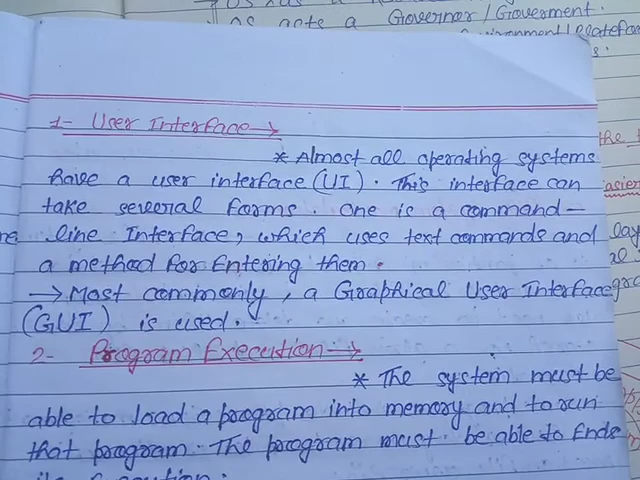 OS acts a Governer/Goverment.
1- User Interface →
* Almost all operating systems
have a user interface (UI). This interface can
take several forms. One is a command-
line Interface, which uses text commands and
a method for Entering them.
→ Most commonly, a Graphical User Interface
(GUI) is used.
2- Program Execution →
* The system must be
able to load a program into memory and to run
that program. The program must be able to Ends